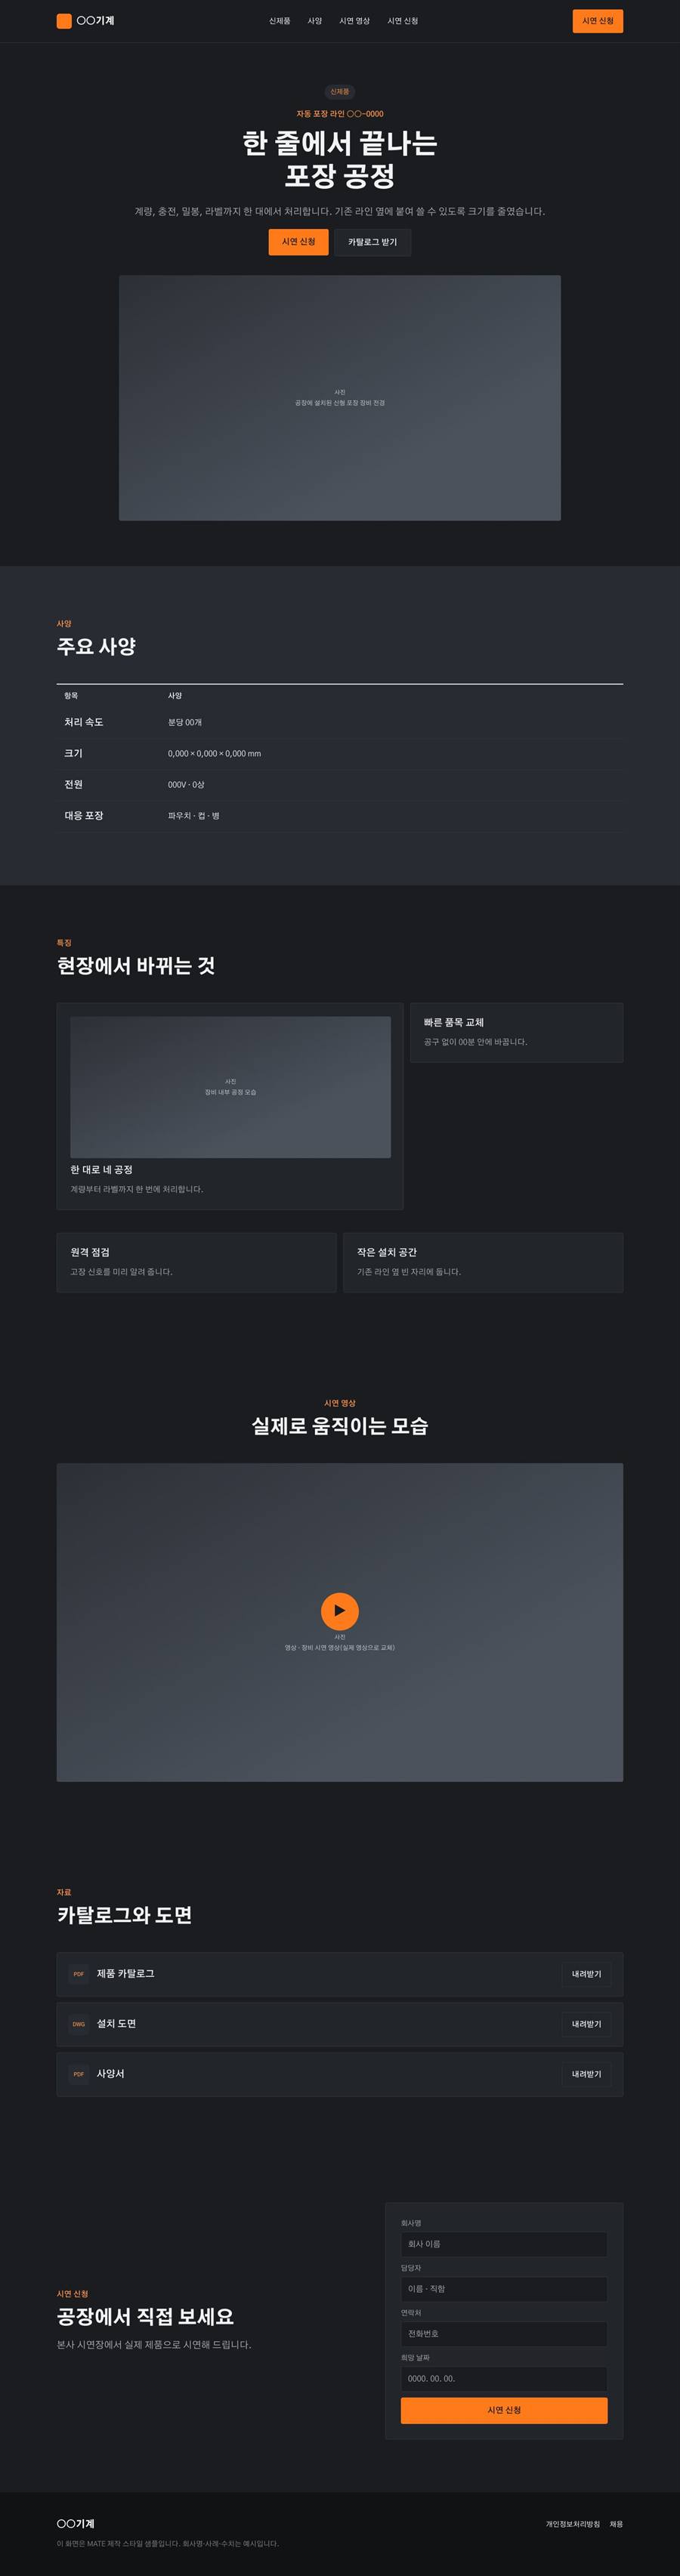 ○○기계
신제품 사양 시연 영상 시연 신청
시연 신청
신제품
자동 포장 라인 ○○-0000
한 줄에서 끝나는
포장 공정
계량, 충전, 밀봉, 라벨까지 한 대에서 처리합니다. 기존 라인 옆에 붙여 쓸 수 있도록 크기를 줄였습니다.
시연 신청 카탈로그 받기
사진
공장에 설치된 신형 포장 장비 전경
사양
주요 사양
항목 사양
처리 속도 분당 00개
크기 0,000 × 0,000 × 0,000 mm
전원 000V · 0상
대응 포장 파우치 · 컵 · 병
특징
현장에서 바뀌는 것
사진
장비 내부 공정 모습
한 대로 네 공정
계량부터 라벨까지 한 번에 처리합니다.
빠른 품목 교체
공구 없이 00분 안에 바꿉니다.
원격 점검
고장 신호를 미리 알려 줍니다.
작은 설치 공간
기존 라인 옆 빈 자리에 둡니다.
시연 영상
실제로 움직이는 모습
사진
영상 · 장비 시연 영상(실제 영상으로 교체)
자료
카탈로그와 도면
PDF 제품 카탈로그 내려받기
DWG 설치 도면 내려받기
PDF 사양서 내려받기
시연 신청
공장에서 직접 보세요
본사 시연장에서 실제 제품으로 시연해 드립니다.
회사명
회사 이름
담당자
이름 · 직함
연락처
전화번호
희망 날짜
0000. 00. 00.
시연 신청
○○기계
이 화면은 MATE 제작 스타일 샘플입니다. 회사명·사례·수치는 예시입니다.
개인정보처리방침 채용